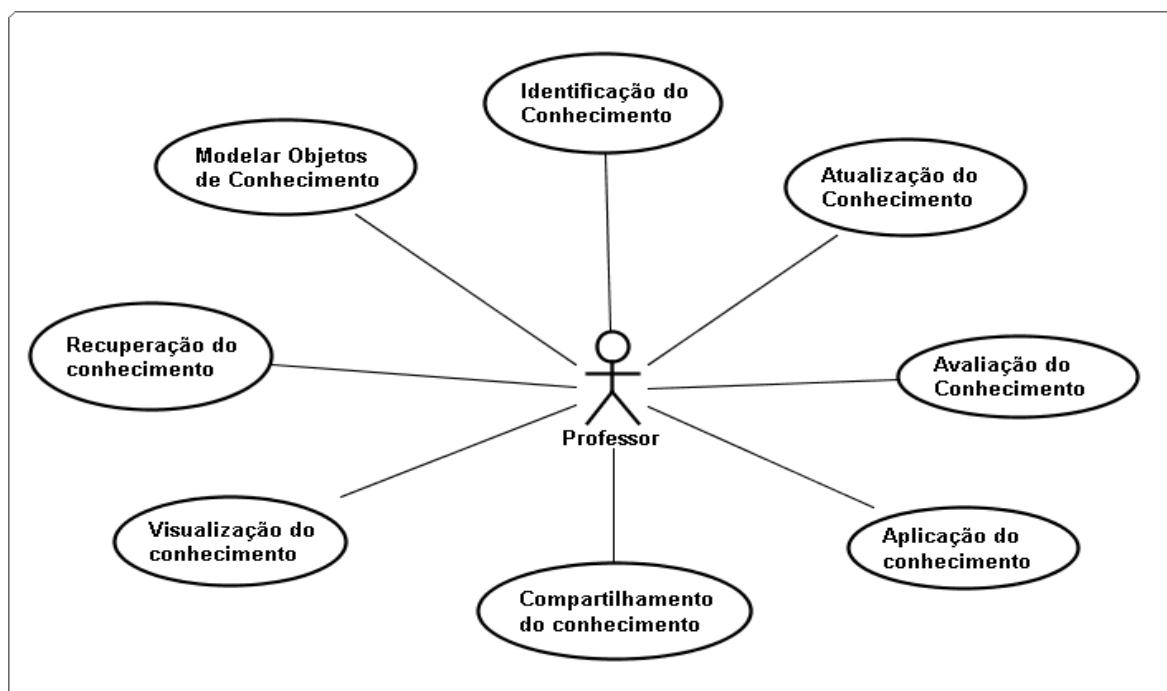 Identificação do
Conhecimento
Modelar Objetos
de Conhecimento
Atualização do
Conhecimento
Recuperação do
conhecimento
Avaliação do
Conhecimento
Professor
Visualização do
conhecimento
Aplicação do
conhecimento
Compartilhamento
do conhecimento